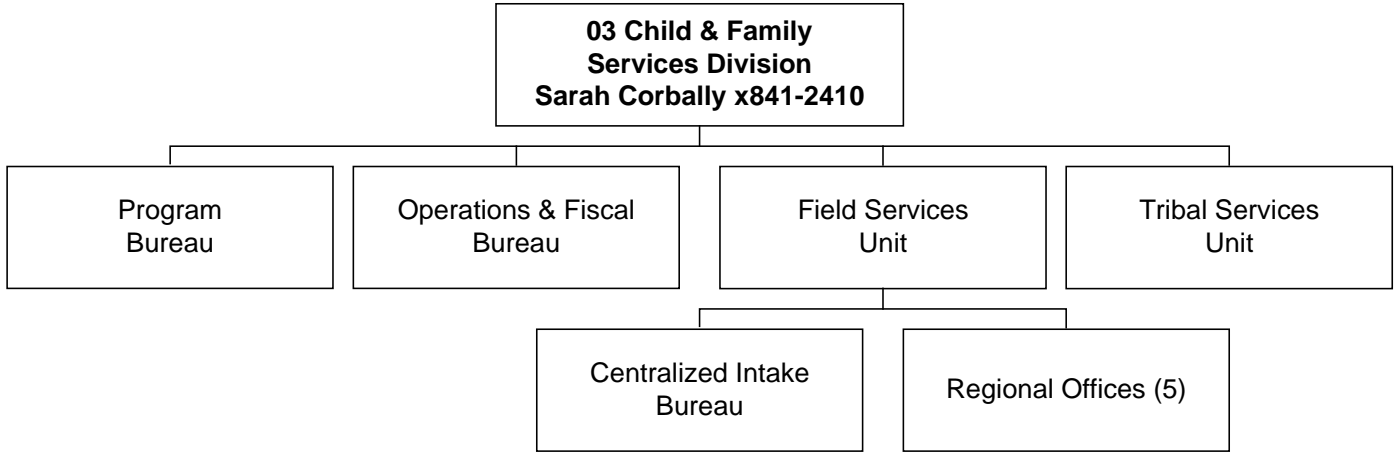 03 Child & Family
Services Division
Sarah Corbally x841-2410
Program
Bureau
Operations & Fiscal
Bureau
Field Services
Unit
Tribal Services
Unit
Centralized Intake
Bureau
Regional Offices (5)